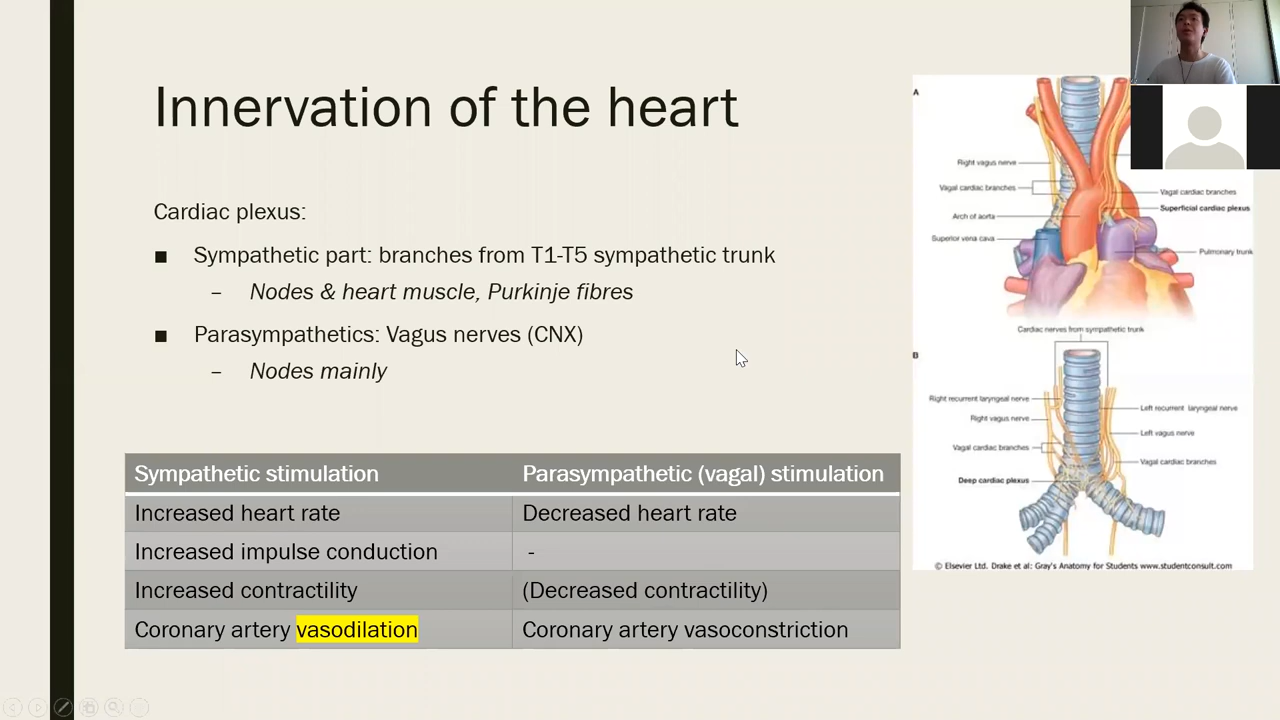 Innervation of the heart
Cardiac plexus:
■ Sympathetic part: branches from T1-T5 sympathetic trunk
– Nodes & heart muscle, Purkinje fibres
■ Parasympathetics: Vagus nerves (CNX)
– Nodes mainly
Sympathetic stimulation Parasympathetic (vagal) stimulation
Increased heart rate Decreased heart rate
Increased impulse conduction -
Increased contractility (Decreased contractility)
Coronary artery vasodilation Coronary artery vasoconstriction
A
Right vagus nerve
Vagal cardiac branches
Arch of aorta
Superior vena cava
Vagal cardiac branches
Superficial cardiac plexus
Pulmonary trunk
Cardiac nerves from sympathetic trunk
B
Right recurrent laryngeal nerve
Right vagus nerve
Vagal cardiac branches
Deep cardiac plexus
Left recurrent laryngeal nerve
Left vagus nerve
Vagal cardiac branches
© Elsevier Ltd. Drake et al: Gray's Anatomy for Students www.studentconsult.com